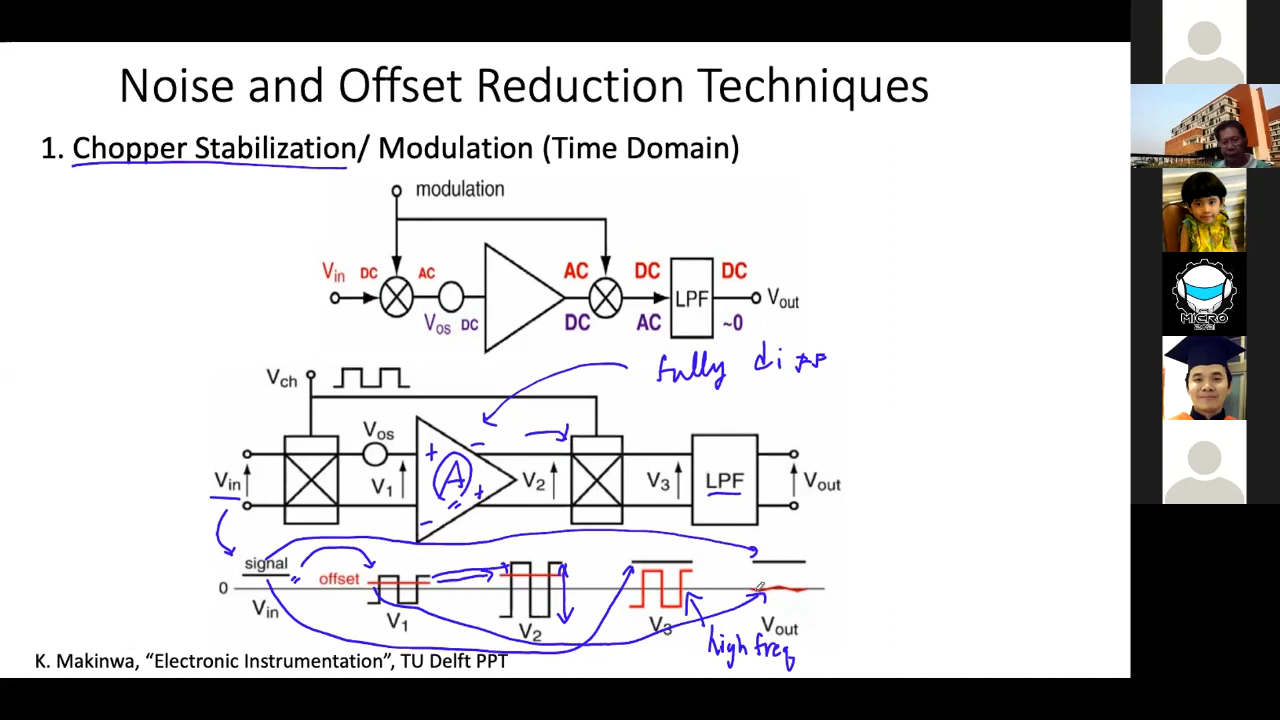 Noise and Offset Reduction Techniques
1. Chopper Stabilization/ Modulation (Time Domain)
modulation
Vin DC AC AC DC DC
LPF
Vout
Vos DC DC AC ~0
fully diff
Vch
Vos
+ -
Vin V1 A V2 V3 LPF Vout
- +
signal
offset
0
Vin V1 V2 V3 Vout
high freq
K. Makinwa, “Electronic Instrumentation”, TU Delft PPT
MICRO
2021